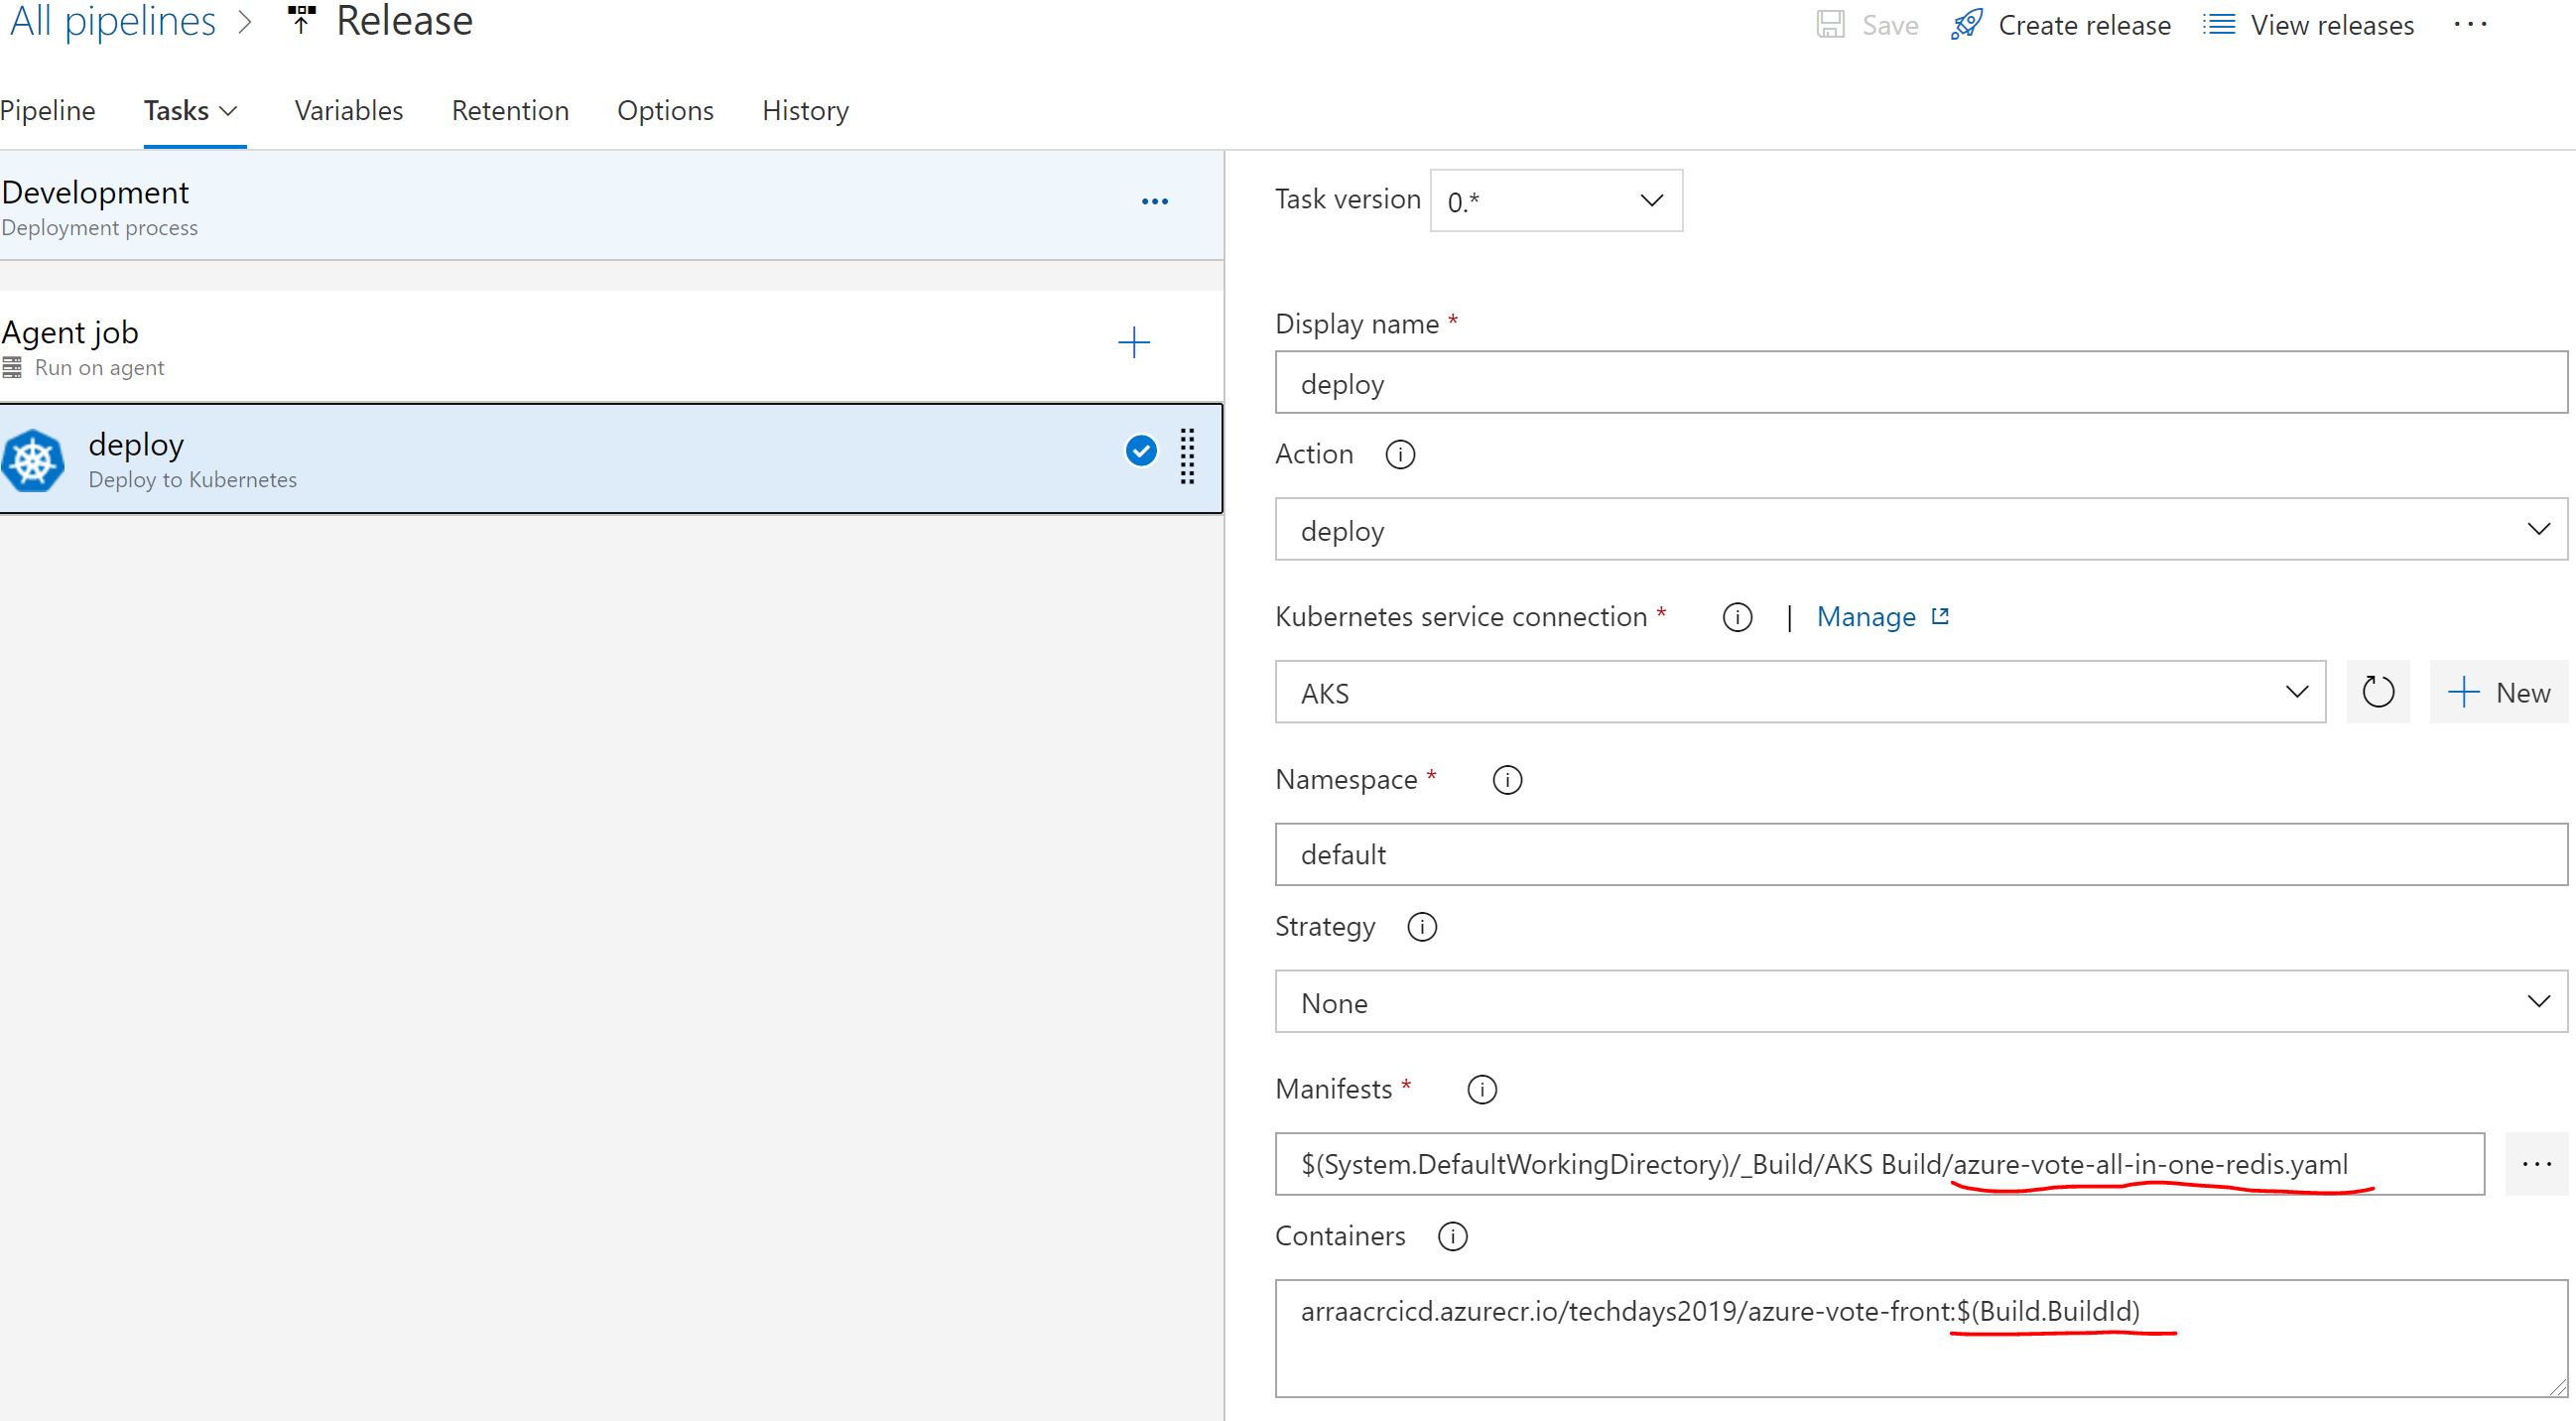 All pipelines > Release
Save Create release View releases ...
Pipeline Tasks Variables Retention Options History
Development
Deployment process
Agent job
Run on agent
deploy
Deploy to Kubernetes
Task version 0.*
Display name *
deploy
Action
deploy
Kubernetes service connection * | Manage
AKS
New
Namespace *
default
Strategy
None
Manifests *
$(System.DefaultWorkingDirectory)/_Build/AKS Build/azure-vote-all-in-one-redis.yaml
Containers
arraacrcicd.azurecr.io/techdays2019/azure-vote-front:$(Build.BuildId)